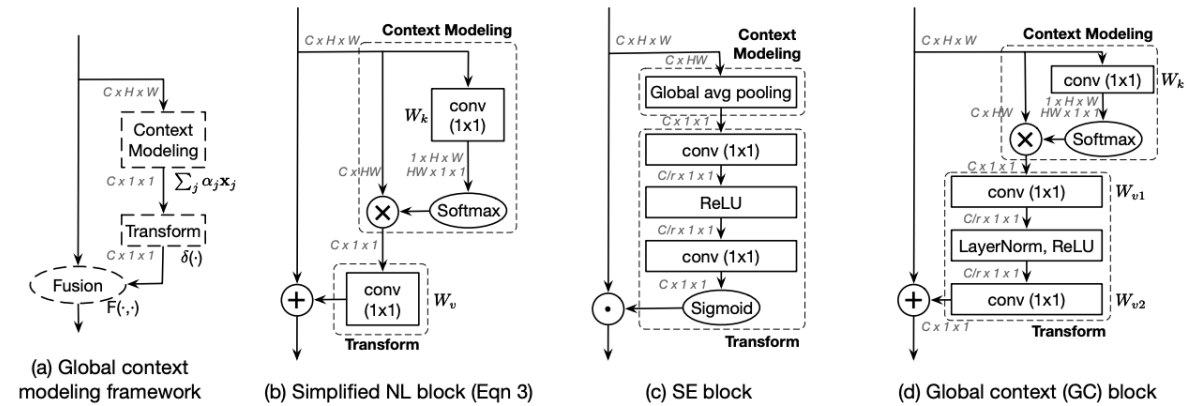 C x H x W
Context
Modeling
C x 1 x 1
∑j αjxj
Transform
C x 1 x 1
δ(·)
Fusion
F(·,·)
(a) Global context
modeling framework
Context Modeling
C x H x W
Wk
conv
(1x1)
1 x H x W
HW x 1 x 1
C x HW
Softmax
C x 1 x 1
conv
(1x1)
Wv
Transform
(b) Simplified NL block (Eqn 3)
C x H x W
Context
Modeling
C x HW
Global avg pooling
C x 1 x 1
conv (1x1)
C/r x 1 x 1
ReLU
C/r x 1 x 1
conv (1x1)
C x 1 x 1
Sigmoid
Transform
(c) SE block
Context Modeling
C x H x W
conv (1x1)
Wk
1 x H x W
HW x 1 x 1
C x HW
Softmax
C x 1 x 1
conv (1x1)
Wv1
C/r x 1 x 1
LayerNorm, ReLU
C/r x 1 x 1
conv (1x1)
Wv2
C x 1 x 1
Transform
(d) Global context (GC) block